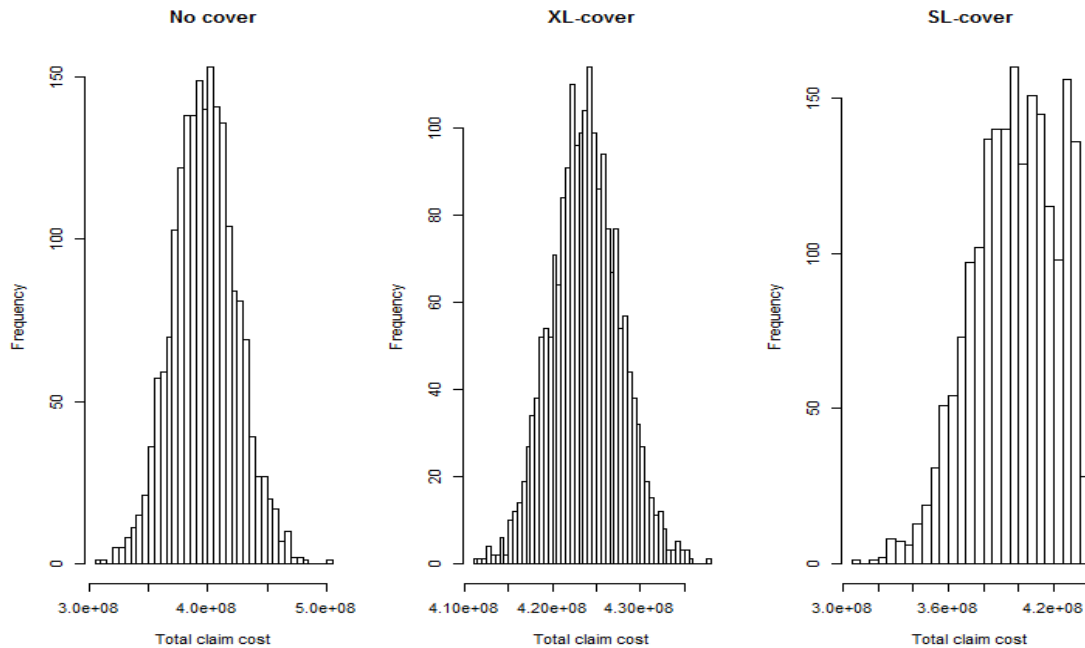 No cover
XL-cover
SL-cover
Frequency
150
100
50
0
3.0e+08 4.0e+08 5.0e+08
Total claim cost
Frequency
100
80
60
40
20
0
4.10e+08 4.20e+08 4.30e+08
Total claim cost
Frequency
150
100
50
0
3.0e+08 3.6e+08 4.2e+08
Total claim cost